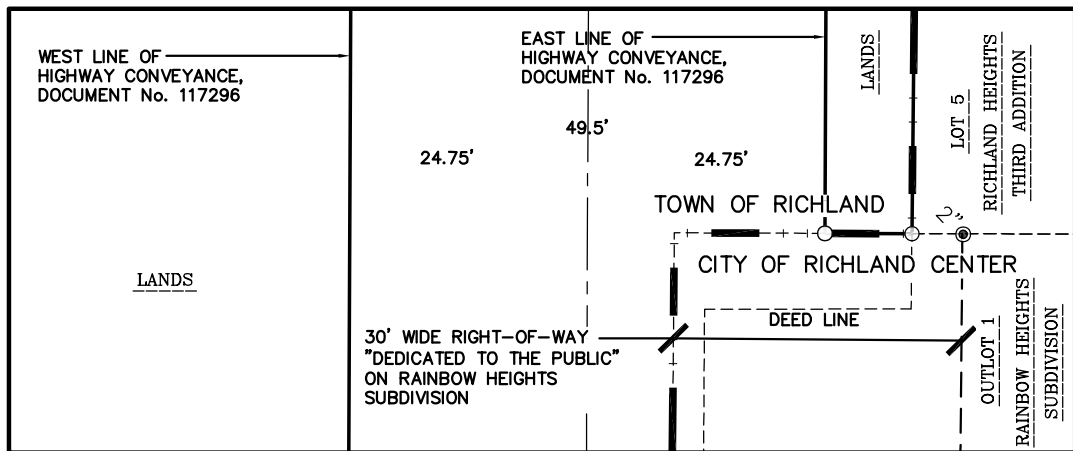 WEST LINE OF
HIGHWAY CONVEYANCE,
DOCUMENT No. 117296
EAST LINE OF
HIGHWAY CONVEYANCE,
DOCUMENT No. 117296
LANDS
LOT 5
RICHLAND HEIGHTS
THIRD ADDITION
49.5'
24.75'
24.75'
TOWN OF RICHLAND
2"
CITY OF RICHLAND CENTER
LANDS
DEED LINE
30' WIDE RIGHT-OF-WAY
"DEDICATED TO THE PUBLIC"
ON RAINBOW HEIGHTS
SUBDIVISION
OUTLOT 1
RAINBOW HEIGHTS
SUBDIVISION